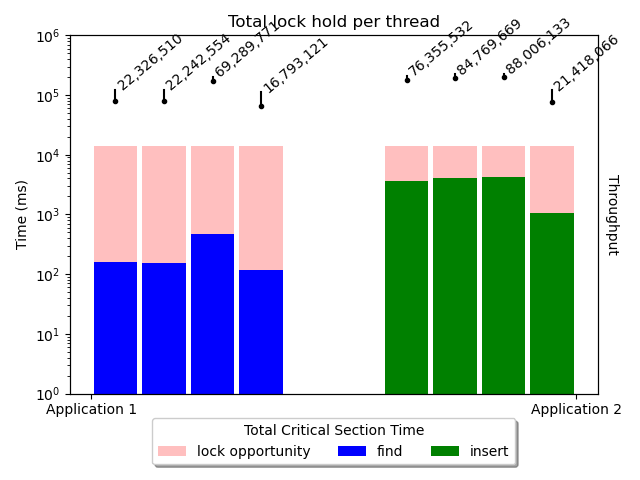 Total lock hold per thread
22,326,510
22,242,554
69,289,771
16,793,121
76,355,532
84,769,669
88,006,133
21,418,066
10^6
10^5
10^4
10^3
10^2
10^1
10^0
Time (ms)
Throughput
Application 1
Application 2
Total Critical Section Time
lock opportunity
find
insert